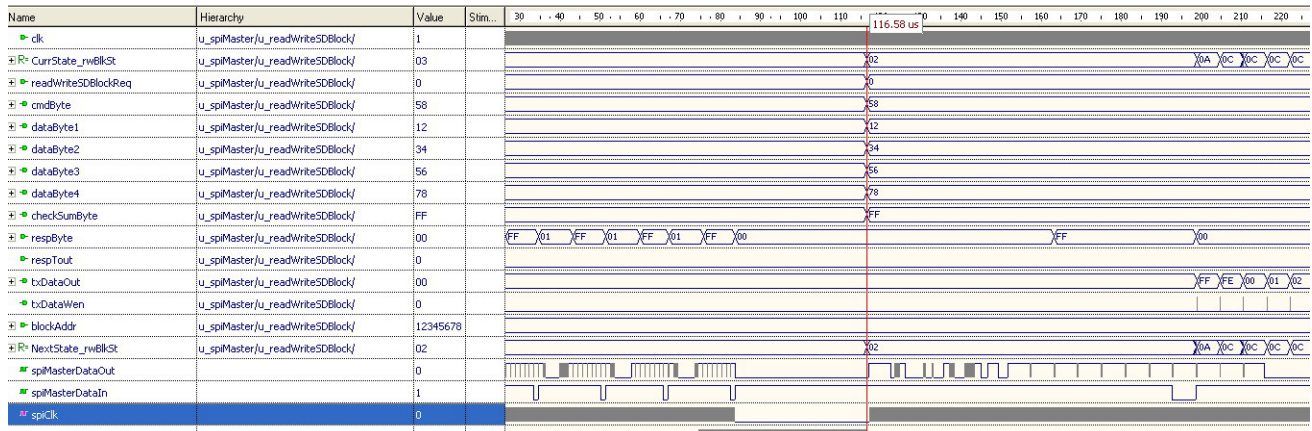 Name Hierarchy Value Stim... 30 40 50 60 70 80 90 100 110 130 140 150 160 170 180 190 200 210 220
116.58 us
clk u_spiMaster/u_readWriteSDBlock/ 1
CurrState_rwBlkSt u_spiMaster/u_readWriteSDBlock/ 03 02 0A 0C 0C 0C 0C
readWriteSDBlockReq u_spiMaster/u_readWriteSDBlock/ 0 0
cmdByte u_spiMaster/u_readWriteSDBlock/ 58 58
dataByte1 u_spiMaster/u_readWriteSDBlock/ 12 12
dataByte2 u_spiMaster/u_readWriteSDBlock/ 34 34
dataByte3 u_spiMaster/u_readWriteSDBlock/ 56 56
dataByte4 u_spiMaster/u_readWriteSDBlock/ 78 78
checkSumByte u_spiMaster/u_readWriteSDBlock/ FF FF
respByte u_spiMaster/u_readWriteSDBlock/ 00 FF 01 FF 01 FF 01 FF 00 FF 00
respTout u_spiMaster/u_readWriteSDBlock/ 0
txDataOut u_spiMaster/u_readWriteSDBlock/ 00 FF FE 00 01 02
txDataWen u_spiMaster/u_readWriteSDBlock/ 0
blockAddr u_spiMaster/u_readWriteSDBlock/ 12345678
NextState_rwBlkSt u_spiMaster/u_readWriteSDBlock/ 02 02 0A 0C 0C 0C 0C
spiMasterDataOut 0
spiMasterDataIn 1
spiClk 0